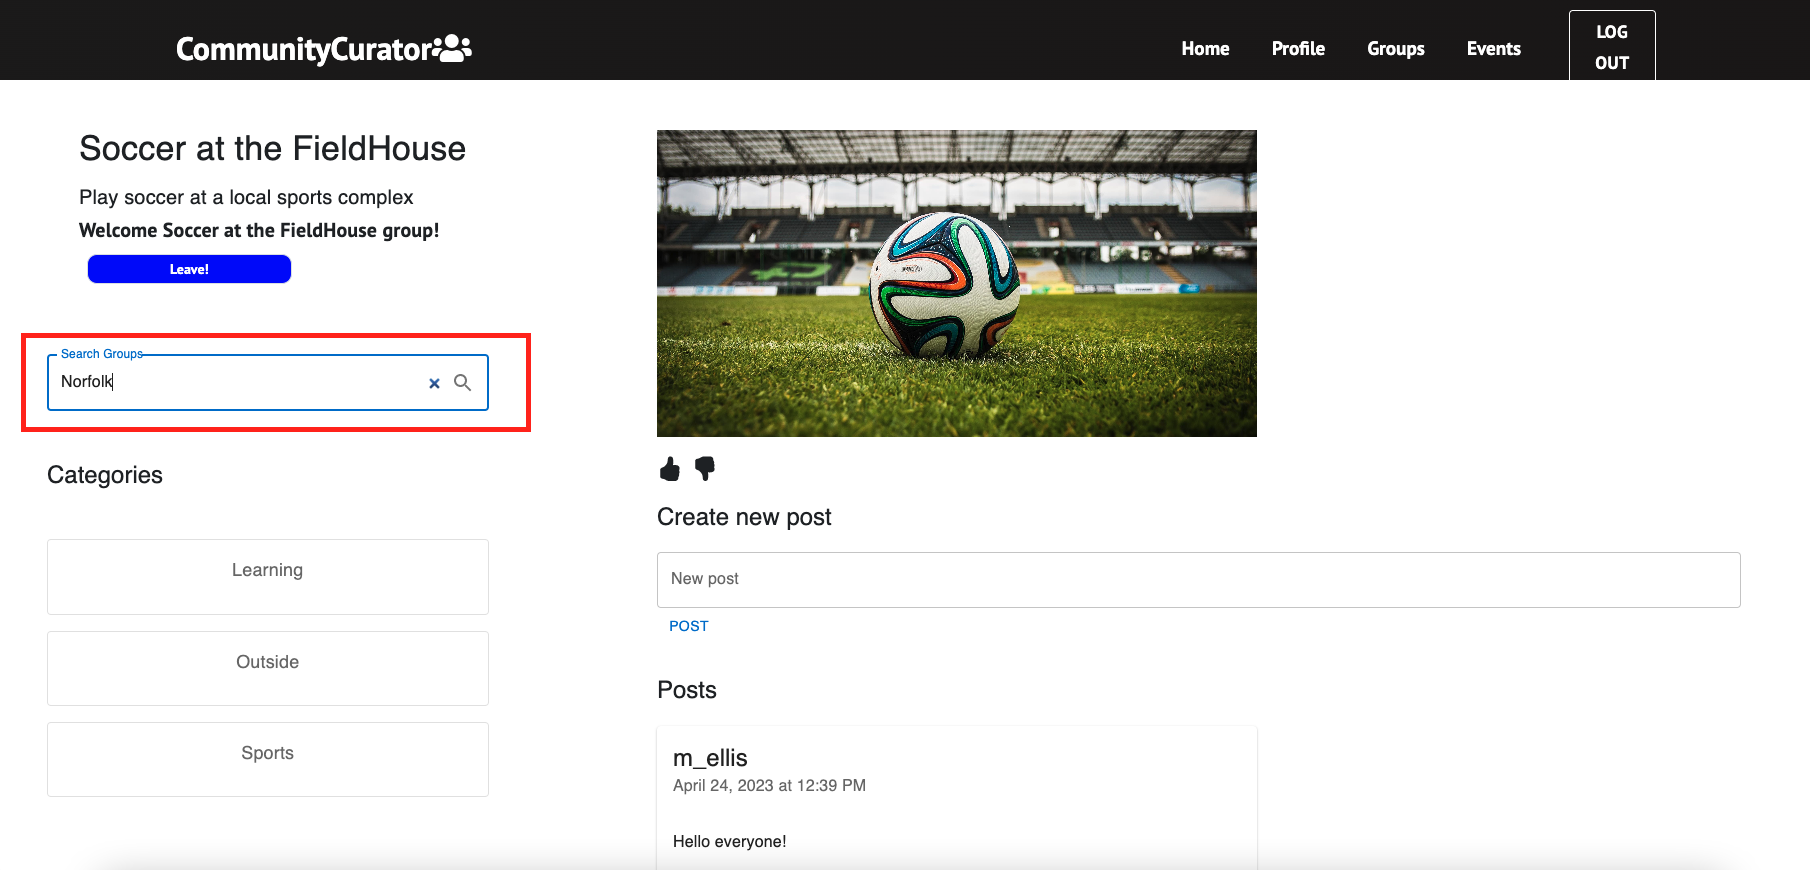 CommunityCurator
Home
Profile
Groups
Events
LOG
OUT
Soccer at the FieldHouse
Play soccer at a local sports complex
Welcome Soccer at the FieldHouse group!
Leave!
Search Groups
Norfolk
Categories
Learning
Outside
Sports
Create new post
New post
POST
Posts
m_ellis
April 24, 2023 at 12:39 PM
Hello everyone!